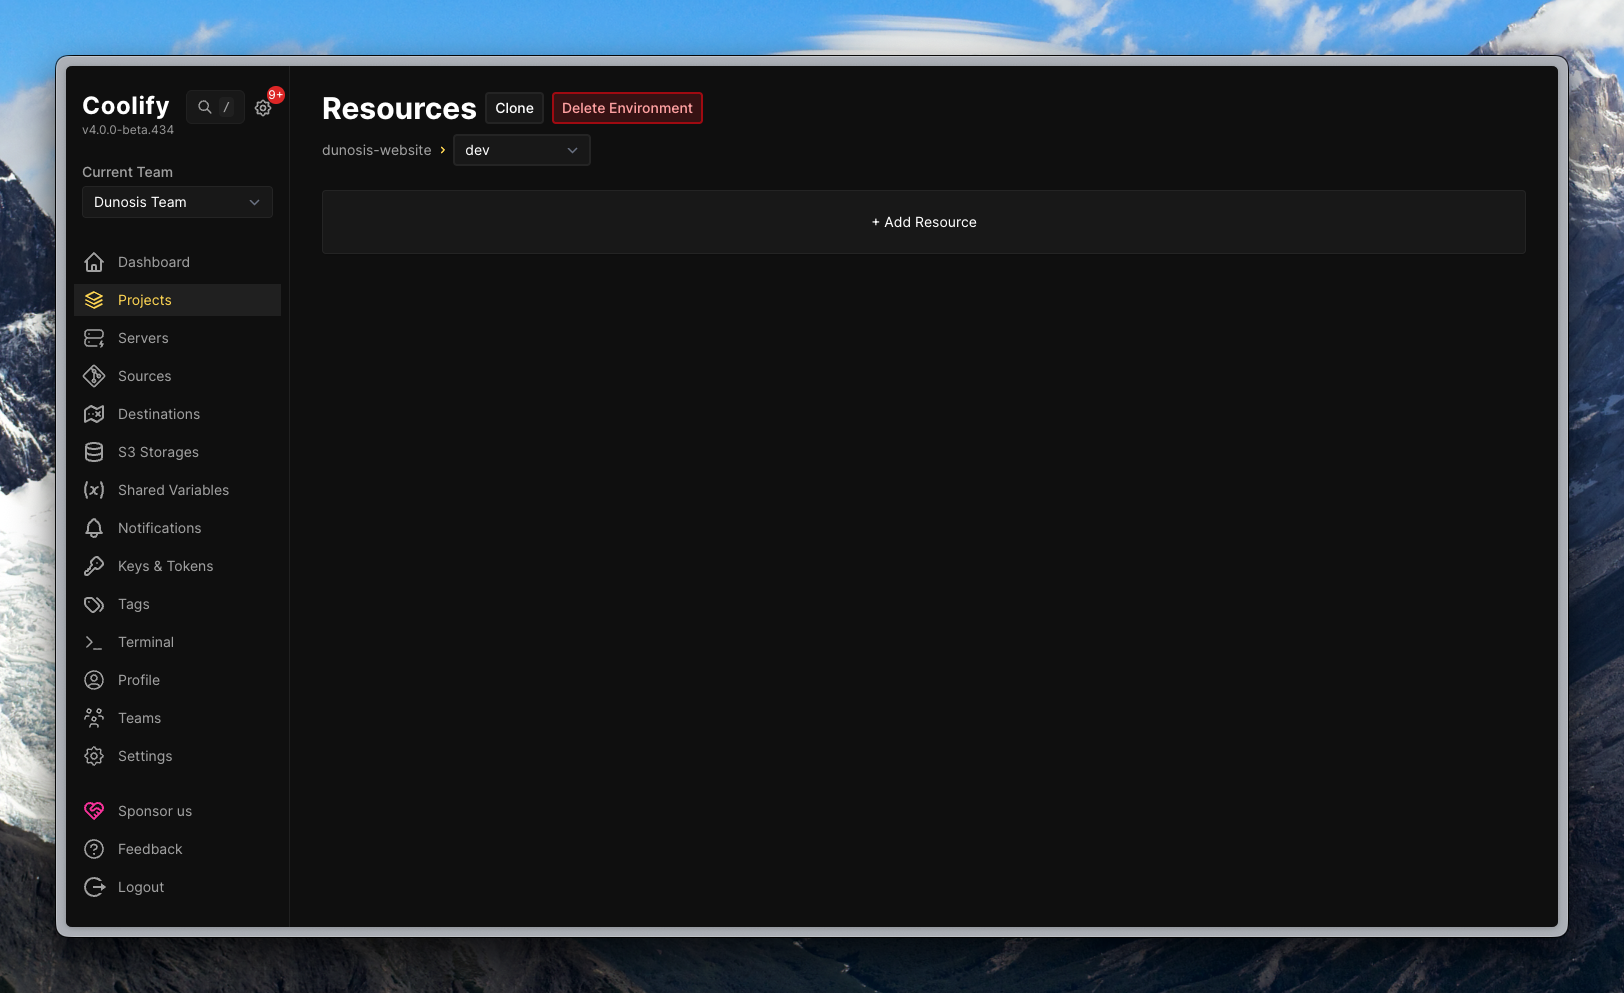 Coolify
/
9+
v4.0.0-beta.434
Current Team
Dunosis Team
Dashboard
Projects
Servers
Sources
Destinations
S3 Storages
Shared Variables
Notifications
Keys & Tokens
Tags
Terminal
Profile
Teams
Settings
Sponsor us
Feedback
Logout
Resources Clone Delete Environment
dunosis-website › dev
+ Add Resource